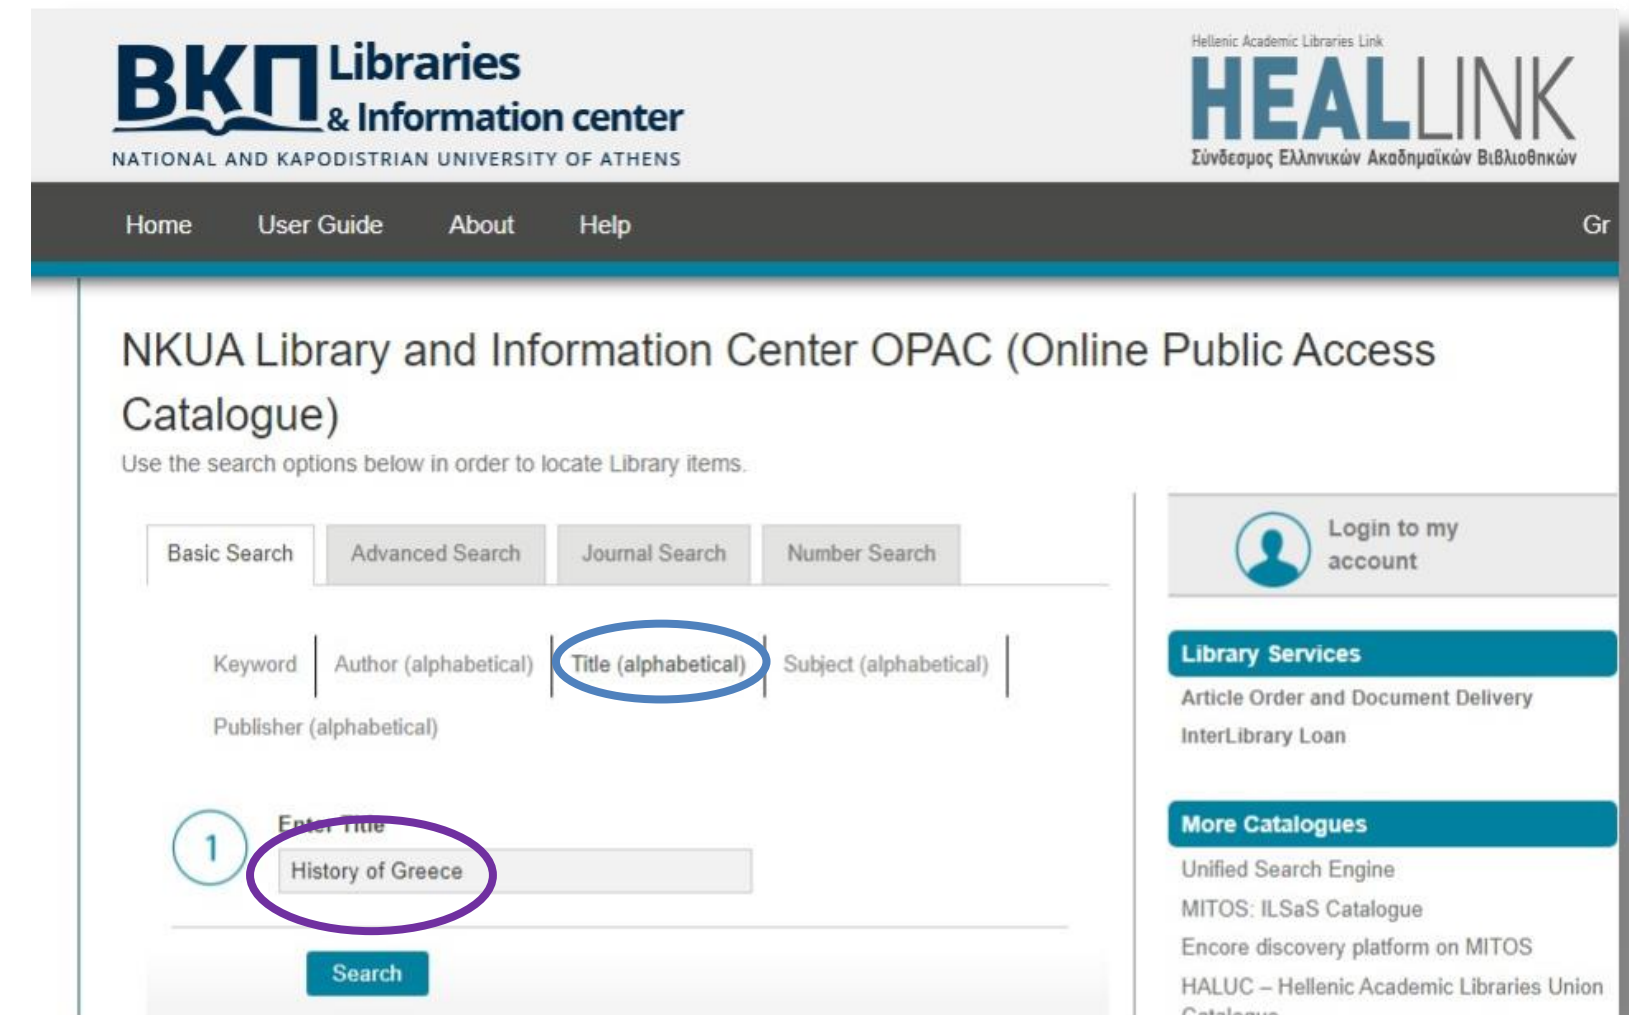 ΒΚΠ Libraries
& Information center
NATIONAL AND KAPODISTRIAN UNIVERSITY OF ATHENS
Hellenic Academic Libraries Link
HEALLINK
Σύνδεσμος Ελληνικών Ακαδημαϊκών Βιβλιοθηκών
Home User Guide About Help Gr
NKUA Library and Information Center OPAC (Online Public Access
Catalogue)
Use the search options below in order to locate Library items.
Basic Search Advanced Search Journal Search Number Search
Keyword Author (alphabetical) Title (alphabetical) Subject (alphabetical)
Publisher (alphabetical)
1 Enter Title
History of Greece
Search
Login to my
account
Library Services
Article Order and Document Delivery
InterLibrary Loan
More Catalogues
Unified Search Engine
MITOS: ILSaS Catalogue
Encore discovery platform on MITOS
HALUC – Hellenic Academic Libraries Union
Catalogue